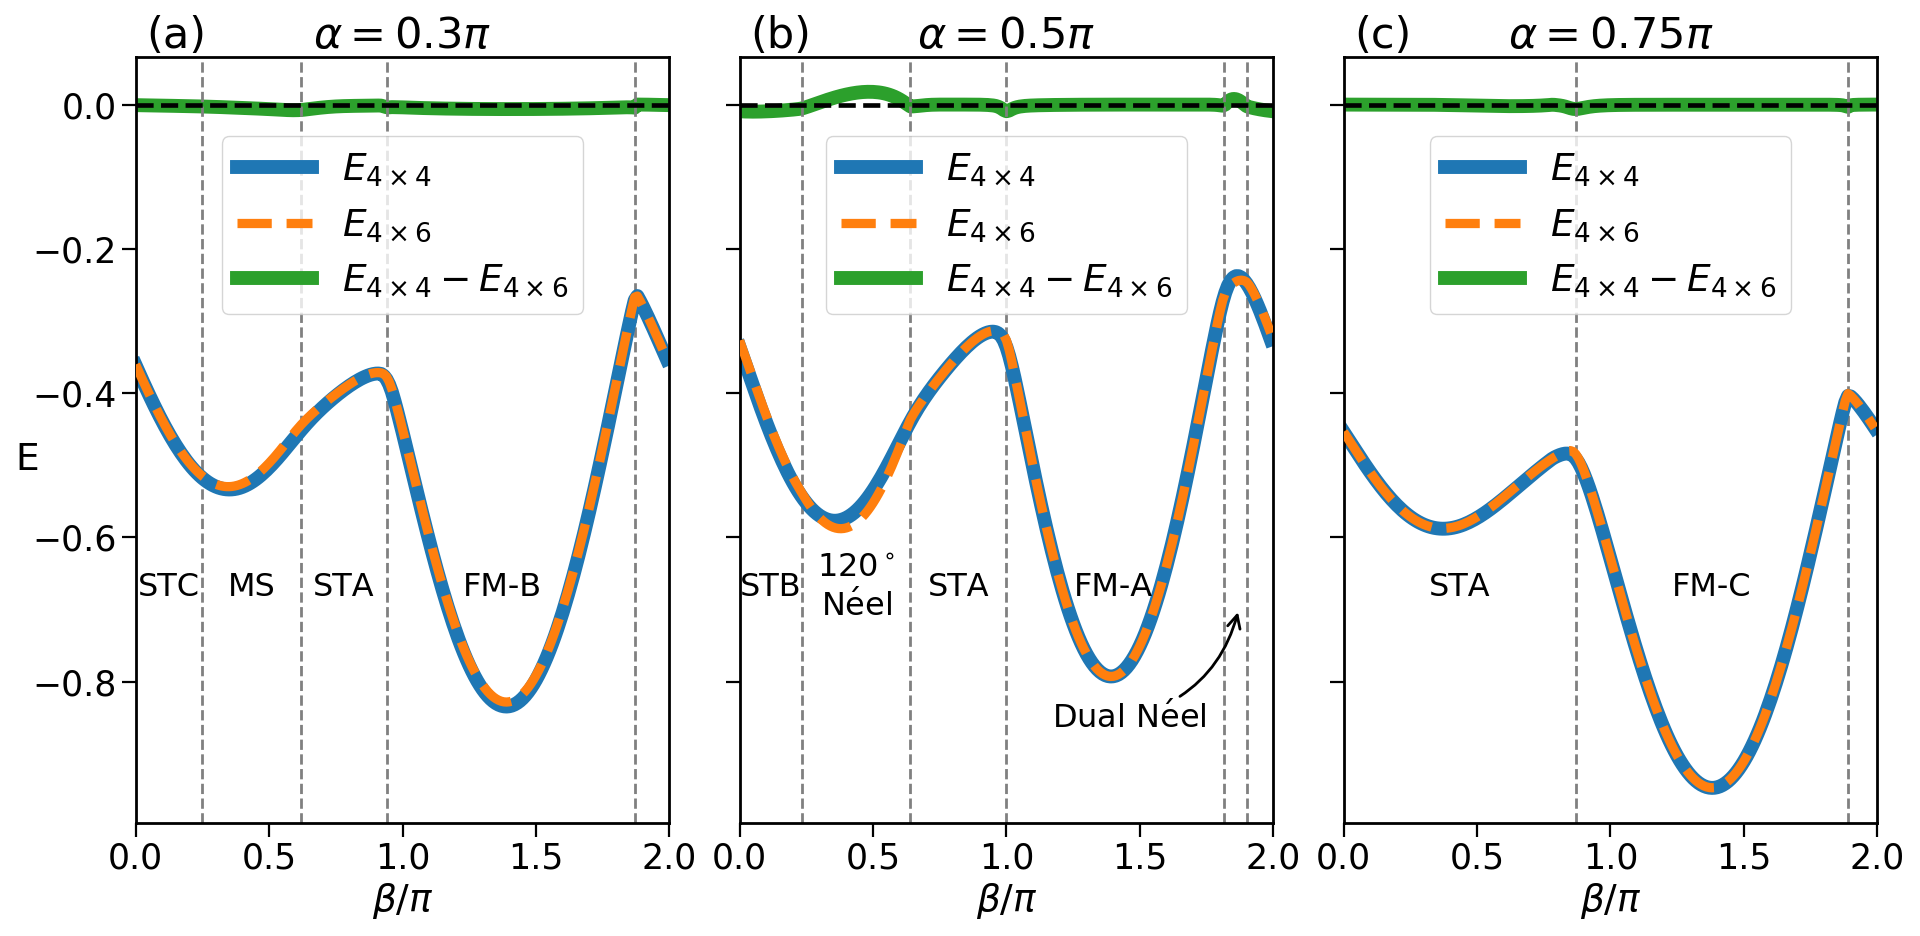 (a) α = 0.3π
(b) α = 0.5π
(c) α = 0.75π
0.0
−0.2
−0.4
−0.6
−0.8
E
E4×4
E4×6
E4×4 − E4×6
STC MS STA FM-B
0.0 0.5 1.0 1.5 2.0
β/π
E4×4
E4×6
E4×4 − E4×6
STB 120° Néel STA FM-A
Dual Néel
0.0 0.5 1.0 1.5 2.0
β/π
E4×4
E4×6
E4×4 − E4×6
STA FM-C
0.0 0.5 1.0 1.5 2.0
β/π